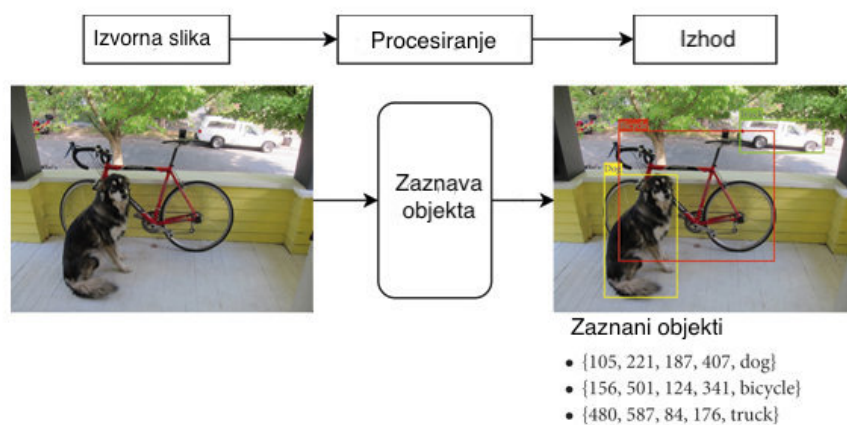 Izvorna slika
Procesiranje
Izhod
Zaznava
objekta
Dog
Zaznani objekti
• {105, 221, 187, 407, dog}
• {156, 501, 124, 341, bicycle}
• {480, 587, 84, 176, truck}